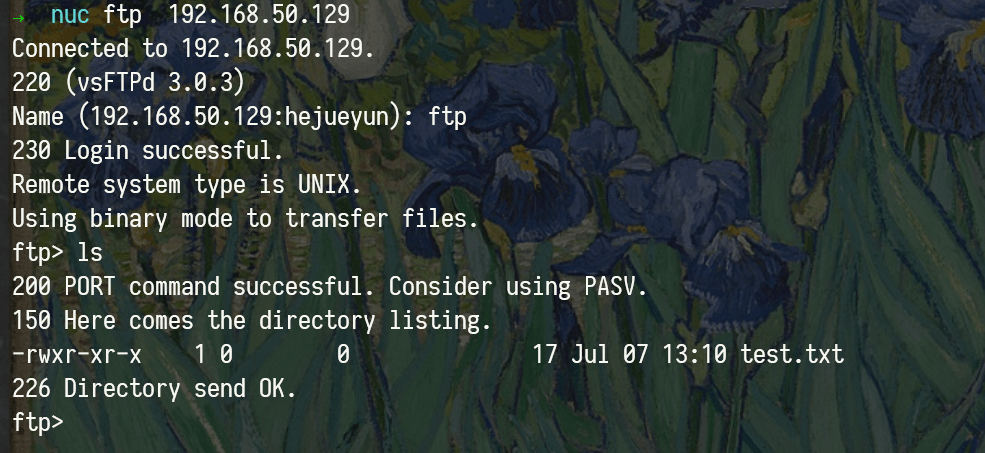 →  nuc ftp  192.168.50.129
Connected to 192.168.50.129.
220 (vsFTPd 3.0.3)
Name (192.168.50.129:hejueyun): ftp
230 Login successful.
Remote system type is UNIX.
Using binary mode to transfer files.
ftp> ls
200 PORT command successful. Consider using PASV.
150 Here comes the directory listing.
-rwxr-xr-x    1 0        0              17 Jul 07 13:10 test.txt
226 Directory send OK.
ftp>